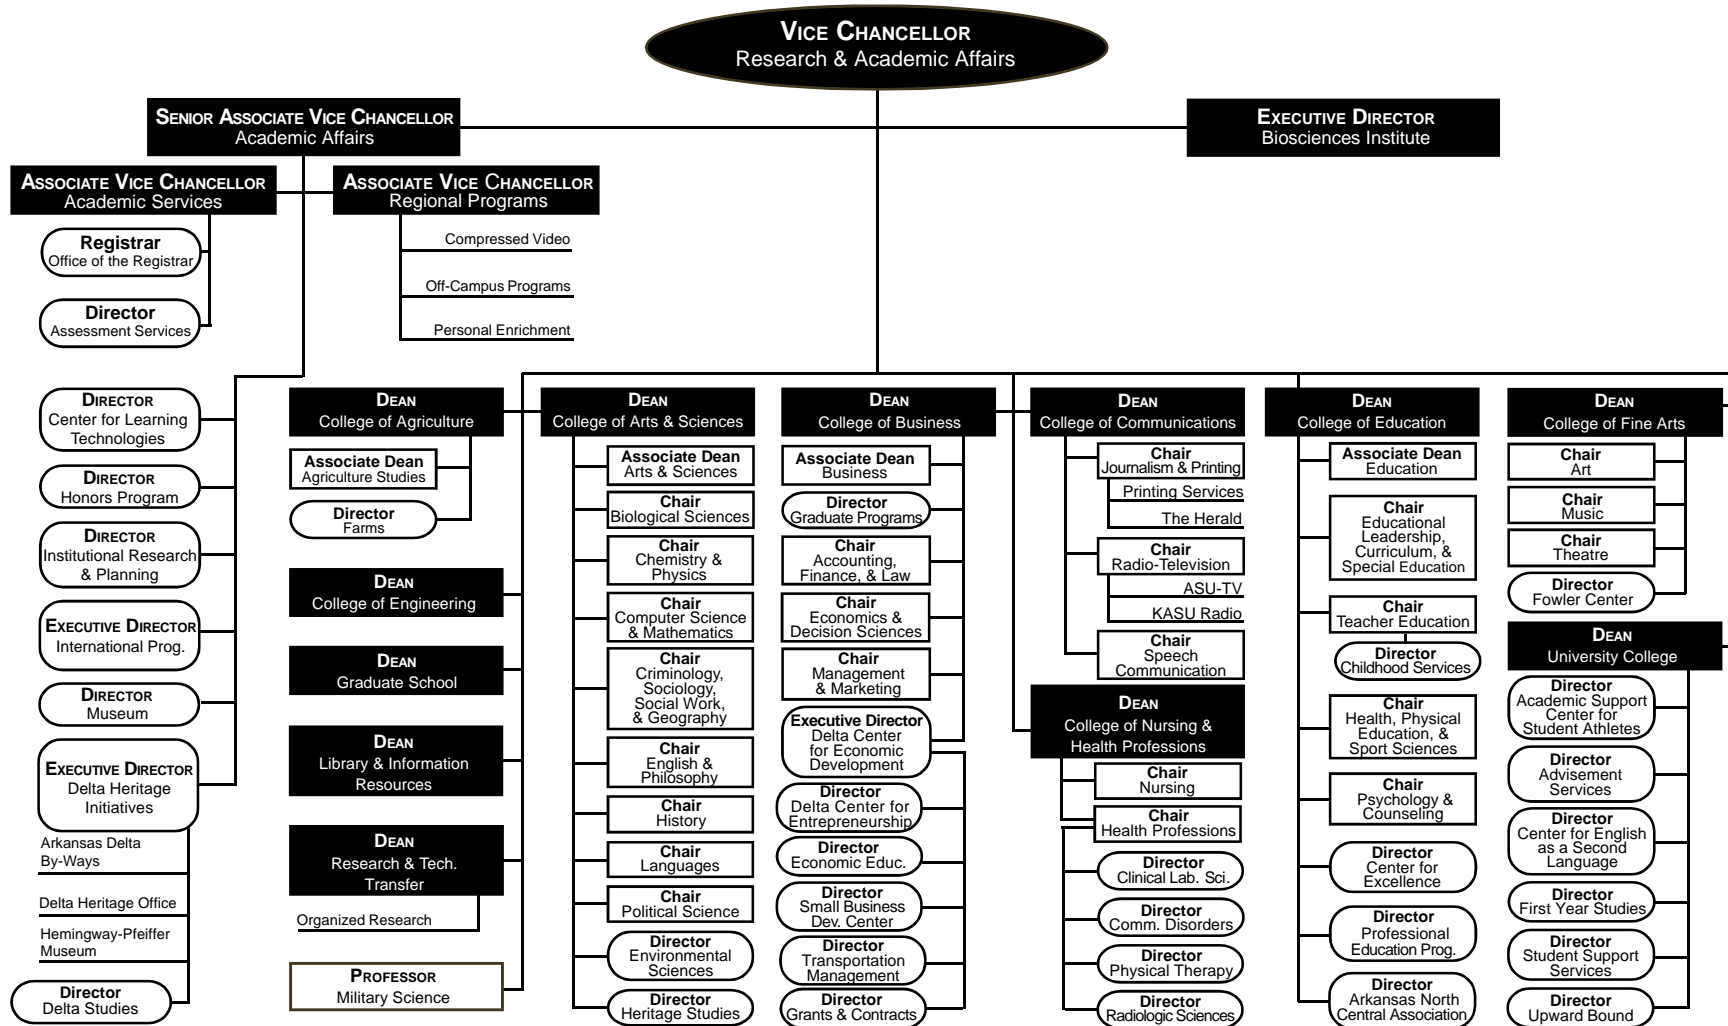 VICE CHANCELLOR
Research & Academic Affairs
SENIOR ASSOCIATE VICE CHANCELLOR
Academic Affairs
EXECUTIVE DIRECTOR
Biosciences Institute
ASSOCIATE VICE CHANCELLOR
Academic Services
ASSOCIATE VICE CHANCELLOR
Regional Programs
Registrar
Office of the Registrar
Director
Assessment Services
Compressed Video
Off-Campus Programs
Personal Enrichment
DIRECTOR
Center for Learning
Technologies
DIRECTOR
Honors Program
DIRECTOR
Institutional Research
& Planning
EXECUTIVE DIRECTOR
International Prog.
DIRECTOR
Museum
EXECUTIVE DIRECTOR
Delta Heritage
Initiatives
Arkansas Delta
By-Ways
Delta Heritage Office
Hemingway-Pfeiffer
Museum
Director
Delta Studies
DEAN
College of Agriculture
Associate Dean
Agriculture Studies
Director
Farms
DEAN
College of Engineering
DEAN
Graduate School
DEAN
Library & Information
Resources
DEAN
Research & Tech.
Transfer
Organized Research
PROFESSOR
Military Science
DEAN
College of Arts & Sciences
Associate Dean
Arts & Sciences
Chair
Biological Sciences
Chair
Chemistry &
Physics
Chair
Computer Science
& Mathematics
Chair
Criminology,
Sociology,
Social Work,
& Geography
Chair
English &
Philosophy
Chair
History
Chair
Languages
Chair
Political Science
Director
Environmental
Sciences
Director
Heritage Studies
DEAN
College of Business
Associate Dean
Business
Director
Graduate Programs
Chair
Accounting,
Finance, & Law
Chair
Economics &
Decision Sciences
Chair
Management
& Marketing
Executive Director
Delta Center
for Economic
Development
Director
Delta Center for
Entrepreneurship
Director
Economic Educ.
Director
Small Business
Dev. Center
Director
Transportation
Management
Director
Grants & Contracts
DEAN
College of Communications
Chair
Journalism & Printing
Printing Services
The Herald
Chair
Radio-Television
ASU-TV
KASU Radio
Chair
Speech
Communication
DEAN
College of Nursing &
Health Professions
Chair
Nursing
Chair
Health Professions
Director
Clinical Lab. Sci.
Director
Comm. Disorders
Director
Physical Therapy
Director
Radiologic Sciences
DEAN
College of Education
Associate Dean
Education
Chair
Educational
Leadership,
Curriculum, &
Special Education
Chair
Teacher Education
Director
Childhood Services
Chair
Health, Physical
Education, &
Sport Sciences
Chair
Psychology &
Counseling
Director
Center for
Excellence
Director
Professional
Education Prog.
Director
Arkansas North
Central Association
DEAN
College of Fine Arts
Chair
Art
Chair
Music
Chair
Theatre
Director
Fowler Center
DEAN
University College
Director
Academic Support
Center for
Student Athletes
Director
Advisement
Services
Director
Center for English
as a Second
Language
Director
First Year Studies
Director
Student Support
Services
Director
Upward Bound